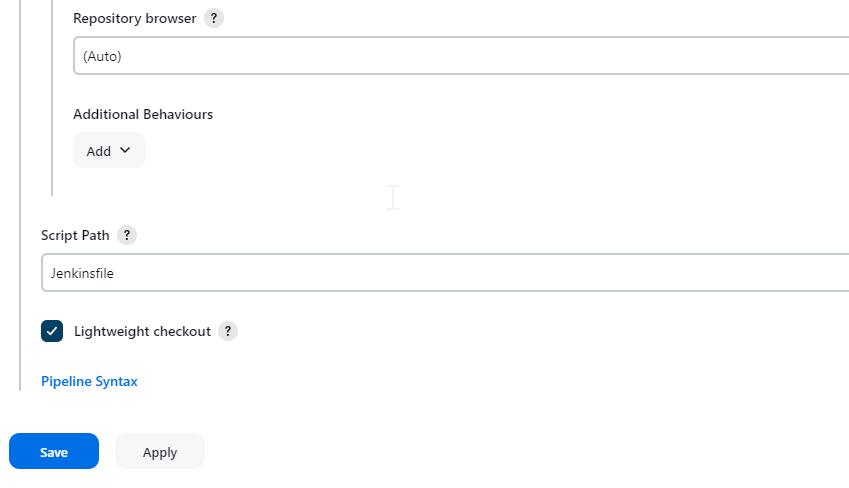 Repository browser ?
(Auto)
Additional Behaviours
Add
Script Path ?
Jenkinsfile
Lightweight checkout ?
Pipeline Syntax
Save Apply